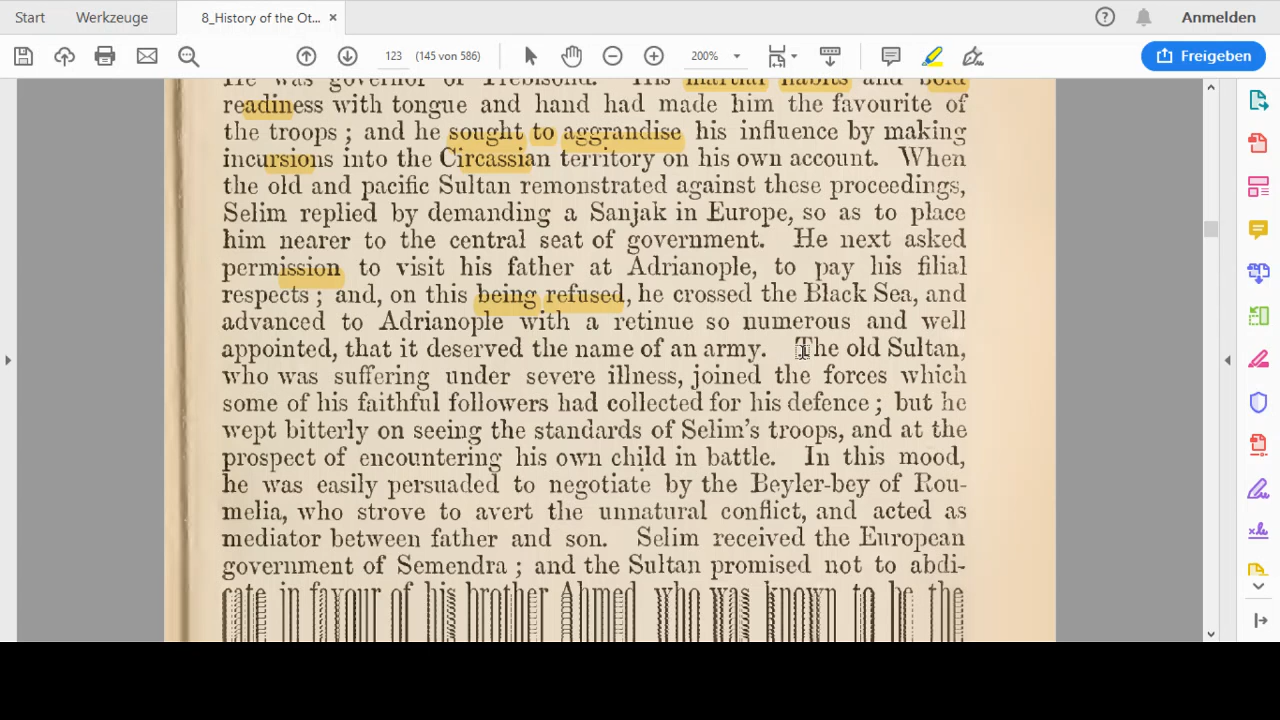 Start
Werkzeuge
8_History of the Ot... ×
Anmelden
123
(145 von 586)
200%
Freigeben
He was governor of Trebisond. His martial habits and bold
readiness with tongue and hand had made him the favourite of
the troops ; and he sought to aggrandise his influence by making
incursions into the Circassian territory on his own account. When
the old and pacific Sultan remonstrated against these proceedings,
Selim replied by demanding a Sanjak in Europe, so as to place
him nearer to the central seat of government. He next asked
permission to visit his father at Adrianople, to pay his filial
respects ; and, on this being refused, he crossed the Black Sea, and
advanced to Adrianople with a retinue so numerous and well
appointed, that it deserved the name of an army. The old Sultan,
who was suffering under severe illness, joined the forces which
some of his faithful followers had collected for his defence ; but he
wept bitterly on seeing the standards of Selim's troops, and at the
prospect of encountering his own child in battle. In this mood,
he was easily persuaded to negotiate by the Beyler-bey of Rou-
melia, who strove to avert the unnatural conflict, and acted as
mediator between father and son. Selim received the European
government of Semendra ; and the Sultan promised not to abdi-
cate in favour of his brother Ahmed who was known to be the